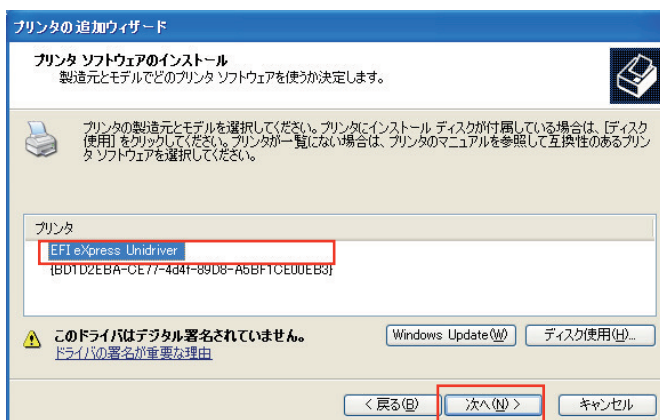 プリンタの追加ウィザード
プリンタ ソフトウェアのインストール
製造元とモデルでどのプリンタ ソフトウェアを使うか決定します。
プリンタの製造元とモデルを選択してください。プリンタにインストール ディスクが付属している場合は、[ディスク
使用] をクリックしてください。プリンタが一覧にない場合は、プリンタのマニュアルを参照して互換性のあるプリン
タ ソフトウェアを選択してください。
プリンタ
EFI eXpress Unidriver
{BD1D2EBA-CE77-4d4f-89D8-A5BF1CE00EB3}
このドライバはデジタル署名されていません。
ドライバの署名が重要な理由
Windows Update(W)
ディスク使用(H)...
< 戻る(B)
次へ(N) >
キャンセル